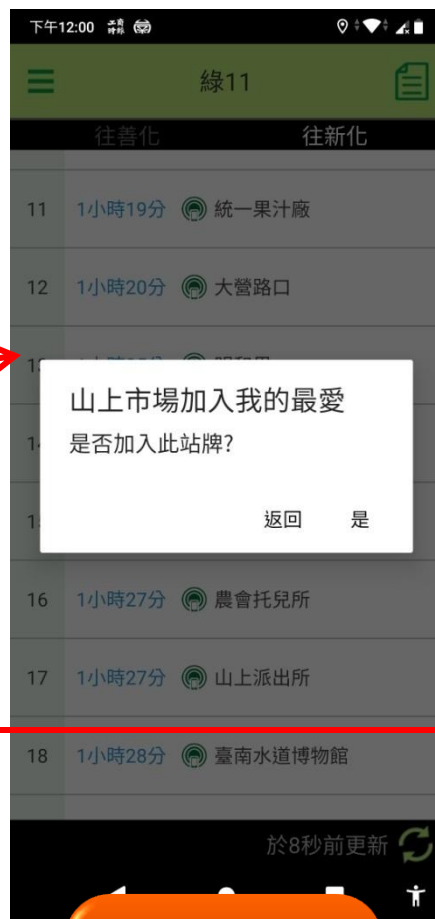 下午12:00
綠11
往善化 往新化
11 1小時19分 統一果汁廠
12 1小時20分 大營路口
山上市場加入我的最愛
是否加入此站牌?
返回 是
16 1小時27分 農會托兒所
17 1小時27分 山上派出所
18 1小時28分 臺南水道博物館
於8秒前更新